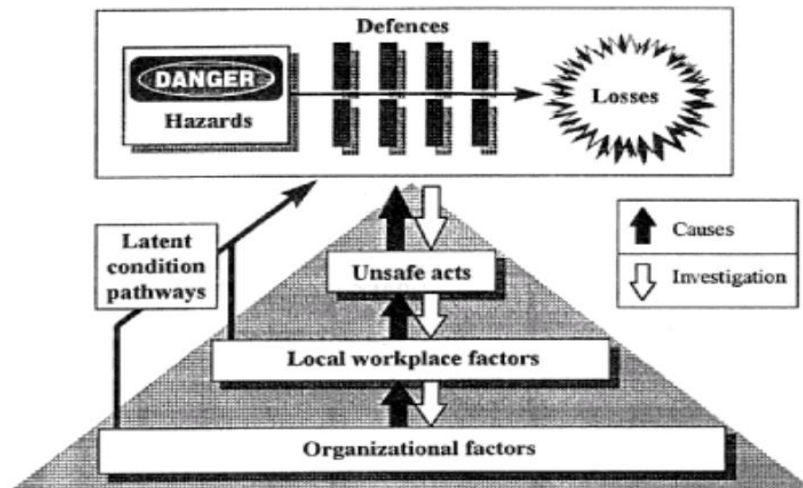 Defences
DANGER
Hazards
Losses
Latent
condition
pathways
Causes
Investigation
Unsafe acts
Local workplace factors
Organizational factors